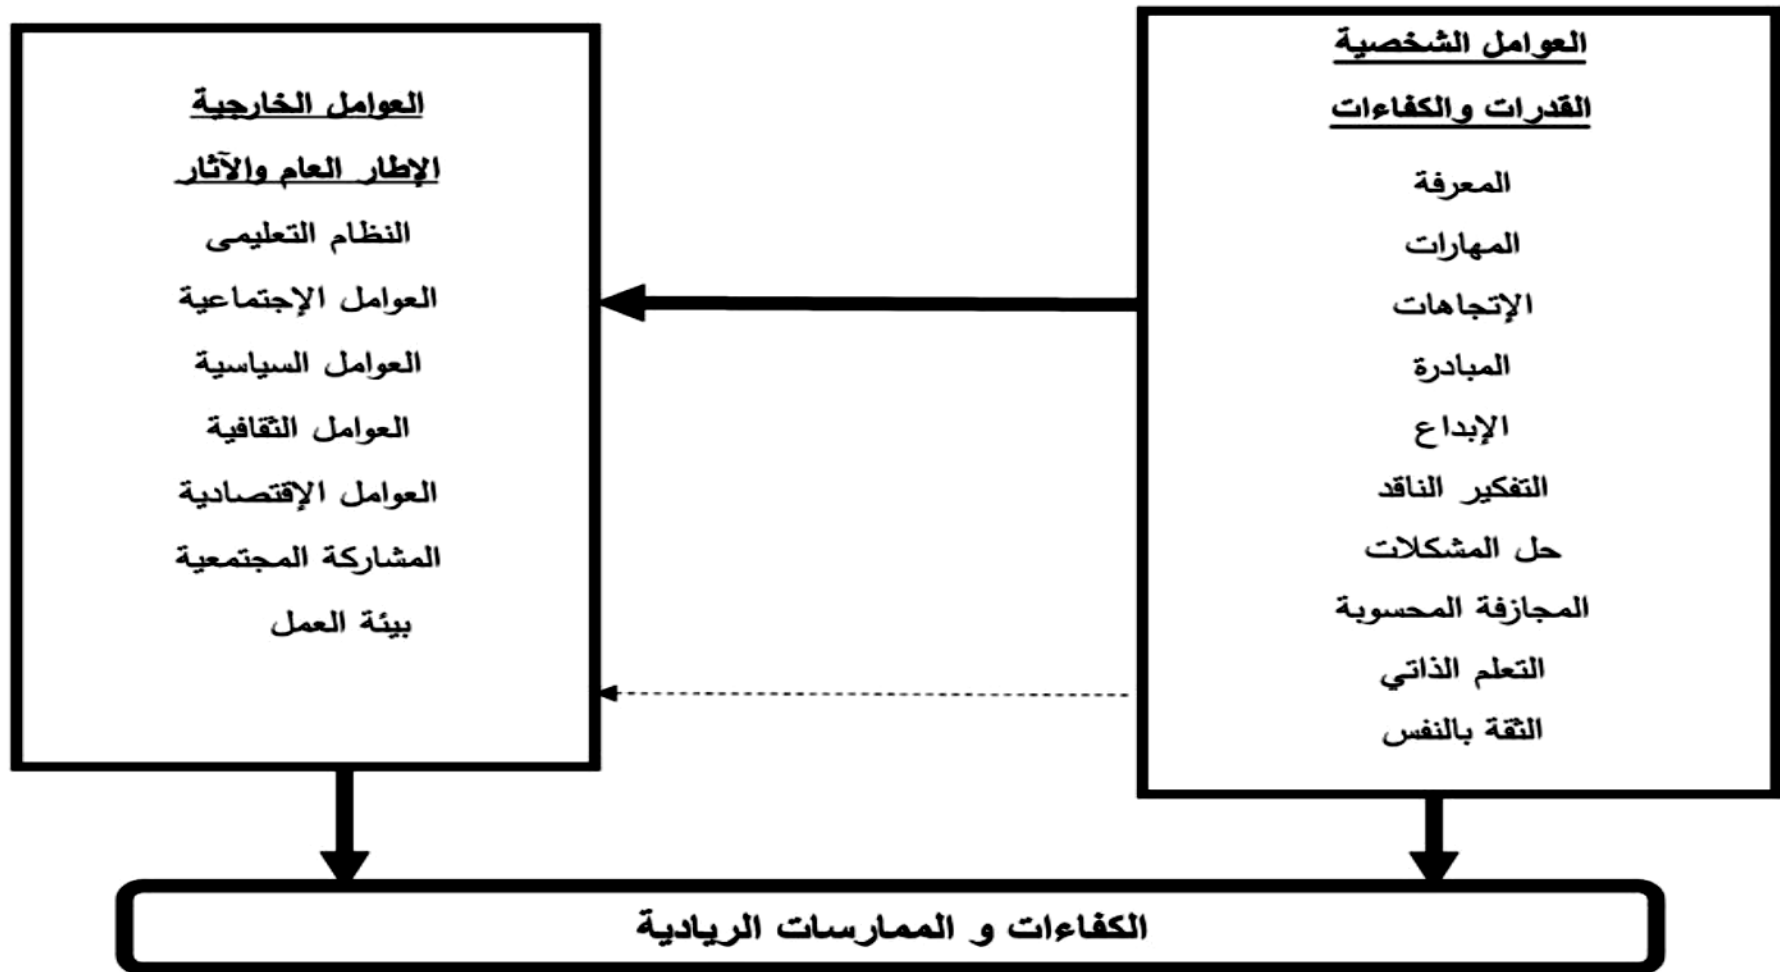 العوامل الشخصية
القدرات والكفاءات
المعرفة
المهارات
الإتجاهات
المبادرة
الإبداع
التفكير الناقد
حل المشكلات
المجازفة المحسوبة
التعلم الذاتي
الثقة بالنفس
العوامل الخارجية
الإطار العام والآثار
النظام التعليمى
العوامل الإجتماعية
العوامل السياسية
العوامل الثقافية
العوامل الإقتصادية
المشاركة المجتمعية
بيئة العمل
الكفاءات و الممارسات الريادية